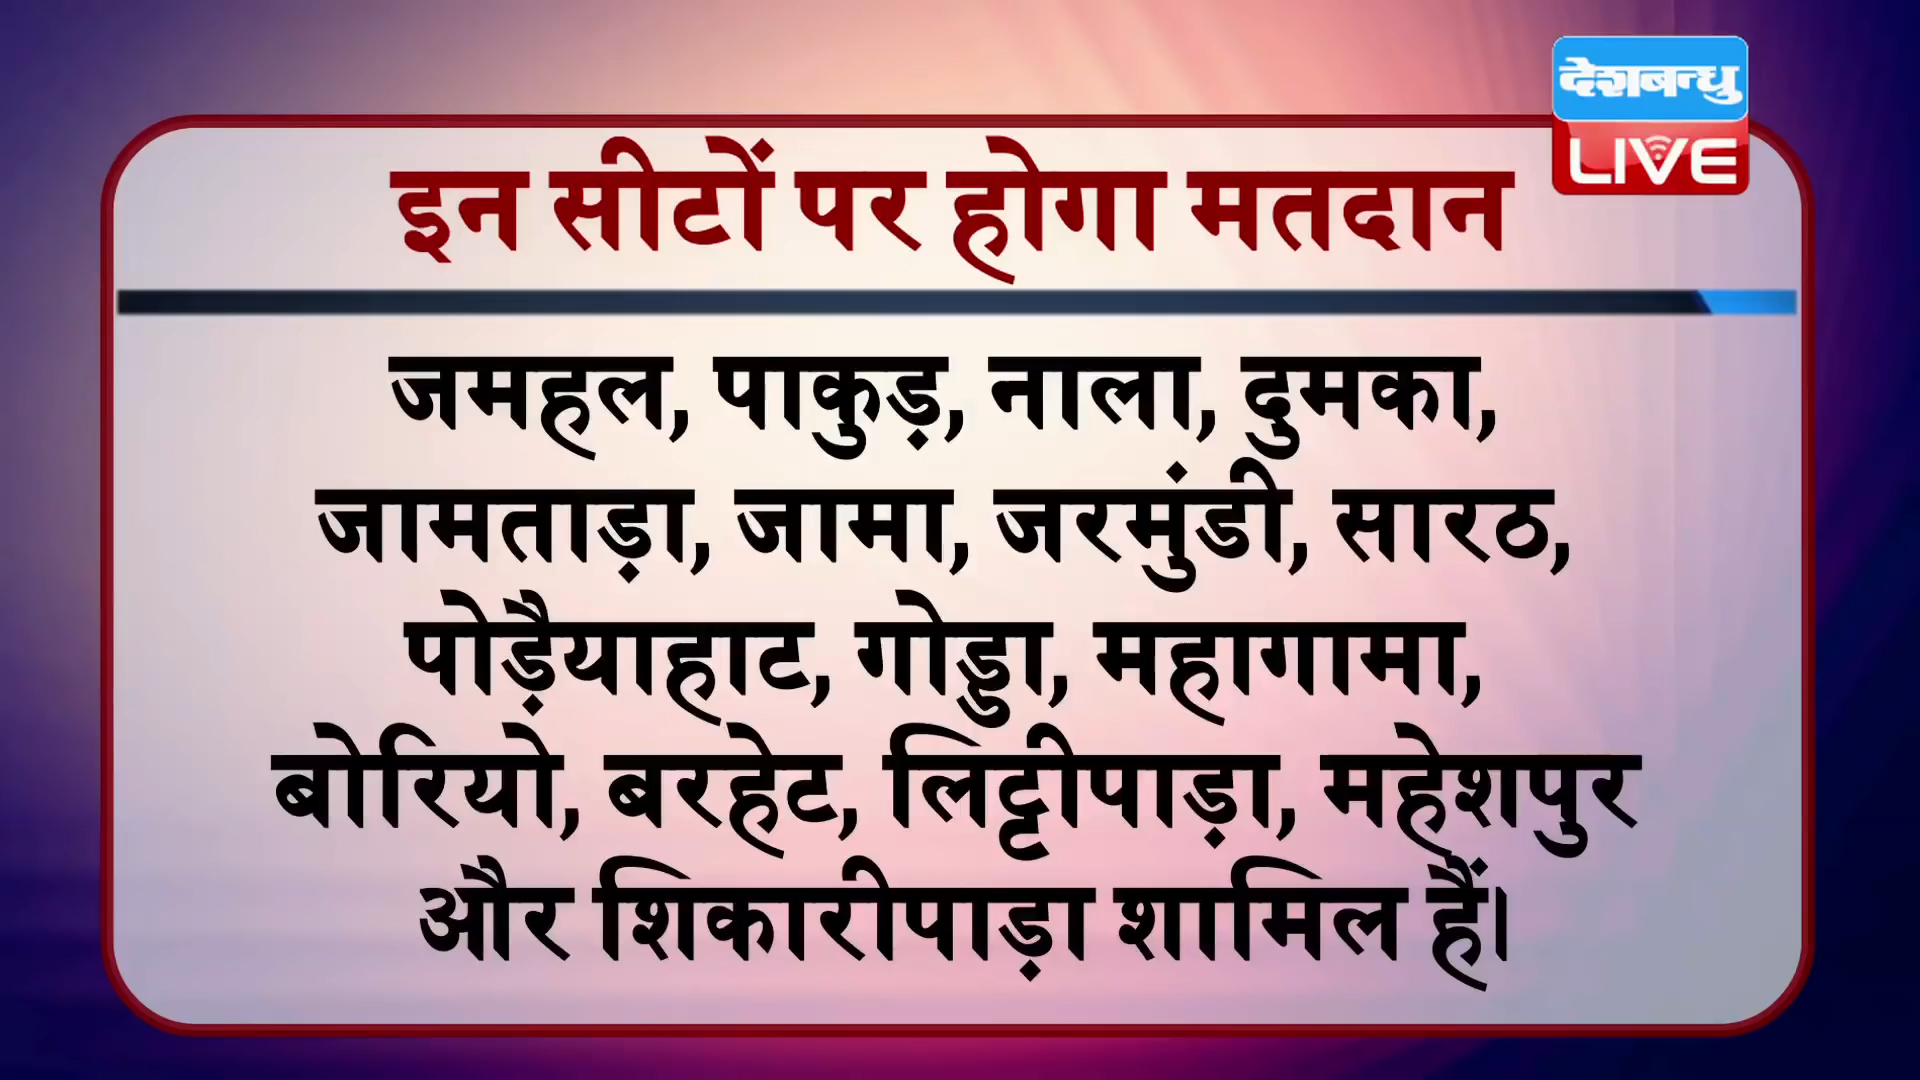 देशबन्धु
LIVE
इन सीटों पर होगा मतदान
जमहल, पाकुड़, नाला, दुमका,
जामताड़ा, जामा, जरमुंडी, सारठ,
पोड़ैयाहाट, गोड्डा, महागामा,
बोरियो, बरहेट, लिट्टीपाड़ा, महेशपुर
और शिकारीपाड़ा शामिल हैं।